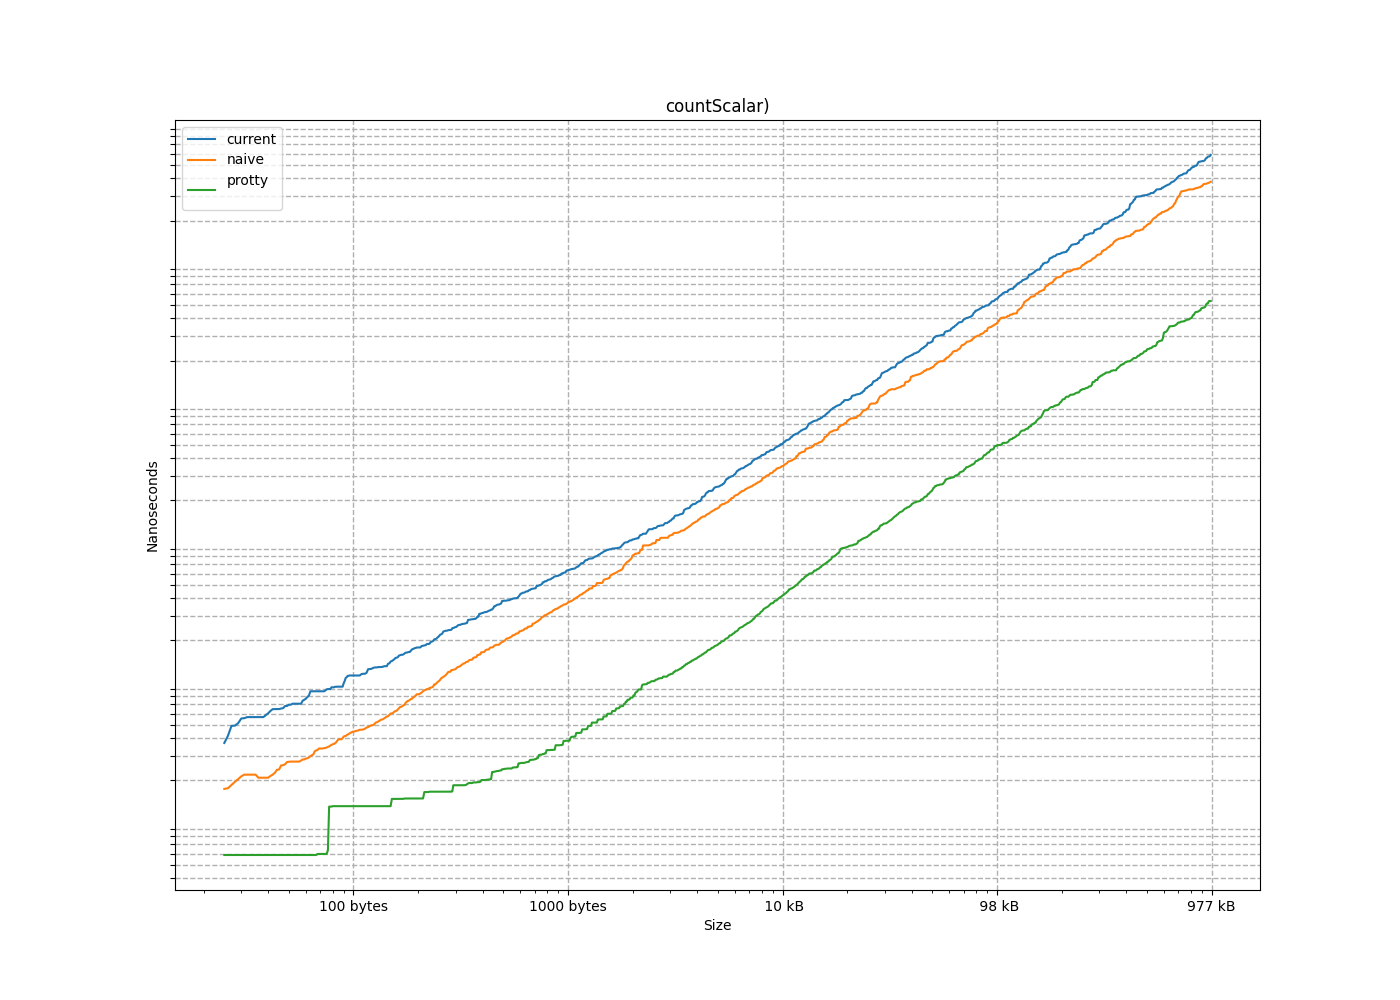 countScalar)
current
naive
protty
Nanoseconds
100 bytes
1000 bytes
10 kB
98 kB
977 kB
Size